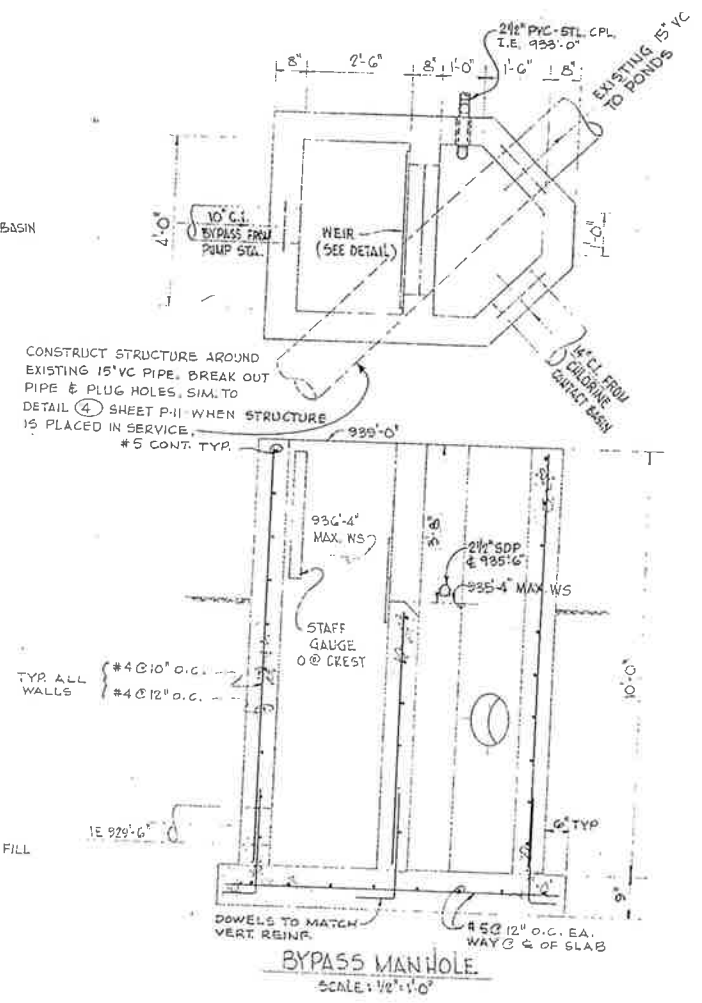 2½" PVC-STL. CPL.
I.E. 933'-0"
8"
2'-6"
8"
1'-0"
1'-6"
8"
EXISTING 15" VC
TO PONDS
BASIN
4'-0"
10" C.I.
BYPASS FROM
PUMP STA.
WEIR
(SEE DETAIL)
1'-0"
14" C.I. FROM
CHLORINE
CONTACT BASIN
CONSTRUCT STRUCTURE AROUND
EXISTING 15" VC PIPE. BREAK OUT
PIPE & PLUG HOLES, SIM. TO
DETAIL 4 SHEET P-11 WHEN STRUCTURE
IS PLACED IN SERVICE.
#5 CONT. TYP.
939'-0"
936'-4"
MAX. WS
3'-8"
2½" SDP
℄ 935'-6"
935'-4" MAX. WS
STAFF
GAUGE
0 @ CREST
TYP. ALL
WALLS
#4 @ 10" O.C.
#4 @ 12" O.C.
10'-0"
IE 929'-6"
6" TYP
FILL
9"
DOWELS TO MATCH
VERT. REINF.
#5 @ 12" O.C. EA.
WAY @ ℄ OF SLAB
BYPASS MANHOLE
SCALE: 1/2"=1'-0"